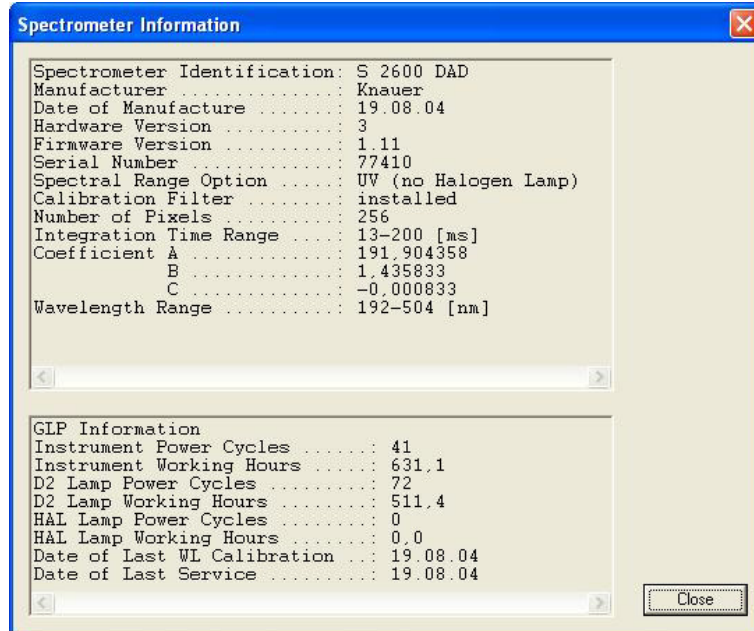 Spectrometer Information
Spectrometer Identification: S 2600 DAD
Manufacturer ..............: Knauer
Date of Manufacture .......: 19.08.04
Hardware Version ..........: 3
Firmware Version ..........: 1.11
Serial Number .............: 77410
Spectral Range Option .....: UV (no Halogen Lamp)
Calibration Filter ........: installed
Number of Pixels ..........: 256
Integration Time Range ....: 13-200 [ms]
Coefficient A .............: 191,904358
B .............: 1,435833
C .............: -0,000833
Wavelength Range ..........: 192-504 [nm]
GLP Information
Instrument Power Cycles ......: 41
Instrument Working Hours .....: 631,1
D2 Lamp Power Cycles .........: 72
D2 Lamp Working Hours ........: 511,4
HAL Lamp Power Cycles ........: 0
HAL Lamp Working Hours .......: 0,0
Date of Last WL Calibration ..: 19.08.04
Date of Last Service .........: 19.08.04
Close